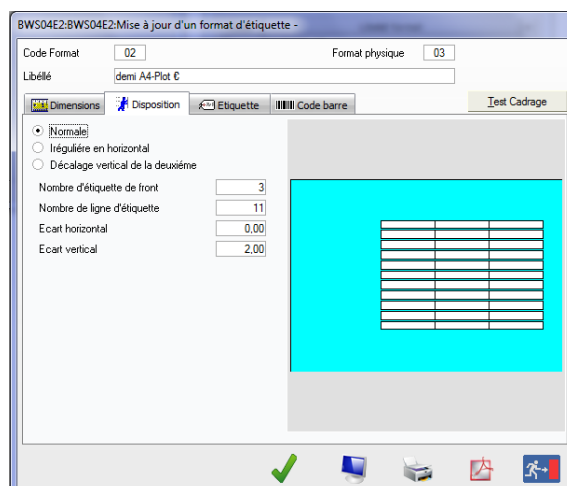 BWS04E2:BWS04E2:Mise à jour d'un format d'étiquette -
Code Format 02 Format physique 03
Libéllé demi A4-Plot €
Dimensions Disposition Etiquette Code barre Test Cadrage
Normale
Iréguliére en horizontal
Décalage vertical de la deuxiéme
Nombre d'étiquette de front 3
Nombre de ligne d'étiquette 11
Ecart horizontal 0,00
Ecart vertical 2,00